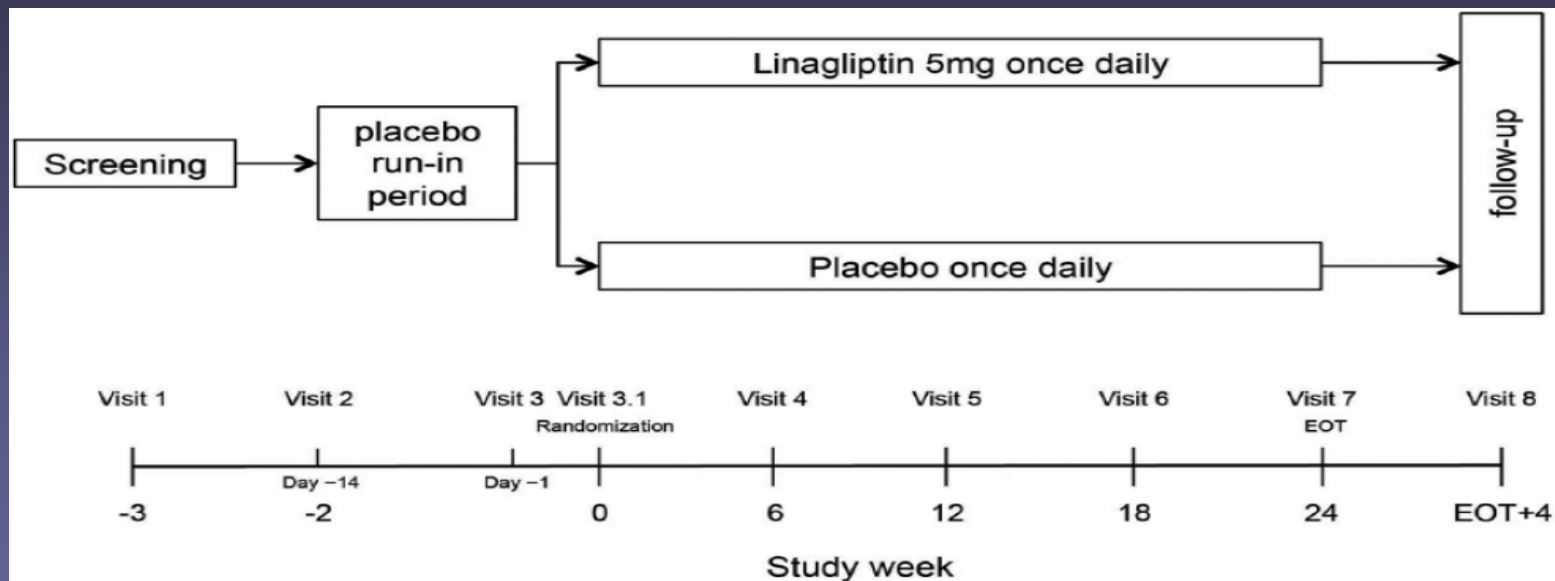 Linagliptin 5mg once daily
Screening
placebo
run-in
period
follow-up
Placebo once daily
Visit 1 Visit 2 Visit 3 Visit 3.1 Visit 4 Visit 5 Visit 6 Visit 7 Visit 8
Randomization EOT
Day –14 Day –1
-3 -2 0 6 12 18 24 EOT+4
Study week